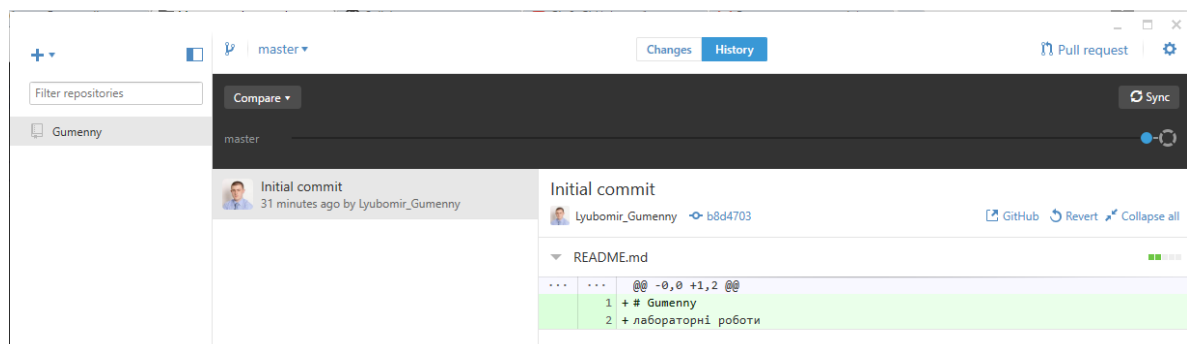 master
Changes
History
Pull request
Filter repositories
Compare
Sync
Gumenny
master
Initial commit
31 minutes ago by Lyubomir_Gumenny
Initial commit
Lyubomir_Gumenny b8d4703
GitHub Revert Collapse all
README.md
... ... @@ -0,0 +1,2 @@
1 + # Gumenny
2 + лабораторні роботи